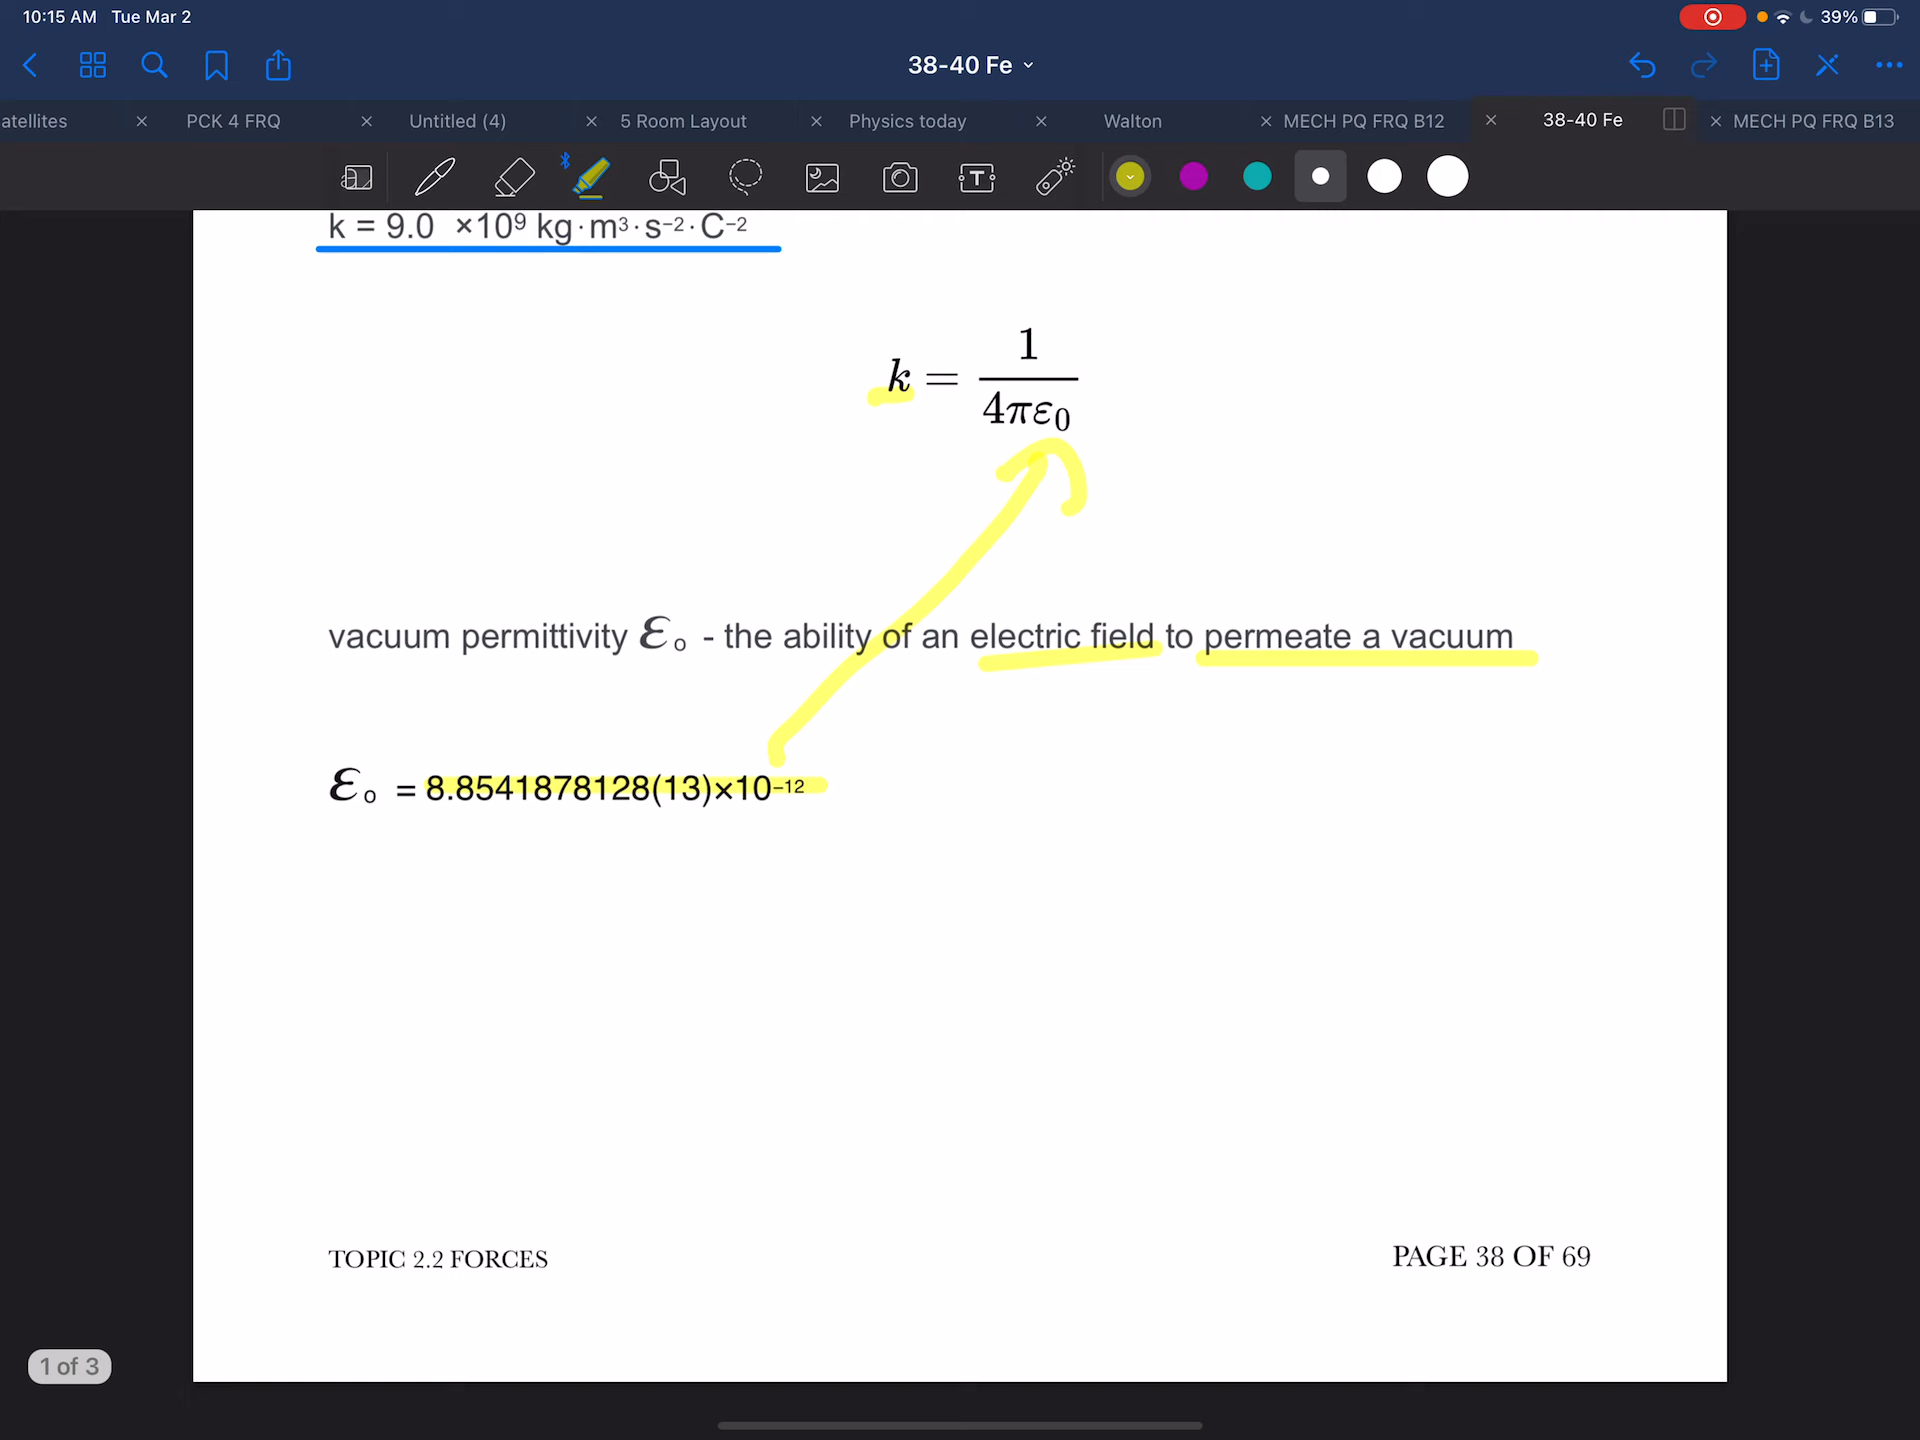 10:15 AM Tue Mar 2
39%
38-40 Fe
atellites
PCK 4 FRQ
Untitled (4)
5 Room Layout
Physics today
Walton
MECH PQ FRQ B12
38-40 Fe
MECH PQ FRQ B13
k = 9.0 ×10⁹ kg⋅m³⋅s⁻²⋅C⁻²
k = 1/(4πε₀)
vacuum permittivity ℰₒ - the ability of an electric field to permeate a vacuum
ℰₒ = 8.8541878128(13)×10⁻¹²
TOPIC 2.2 FORCES
PAGE 38 OF 69
1 of 3